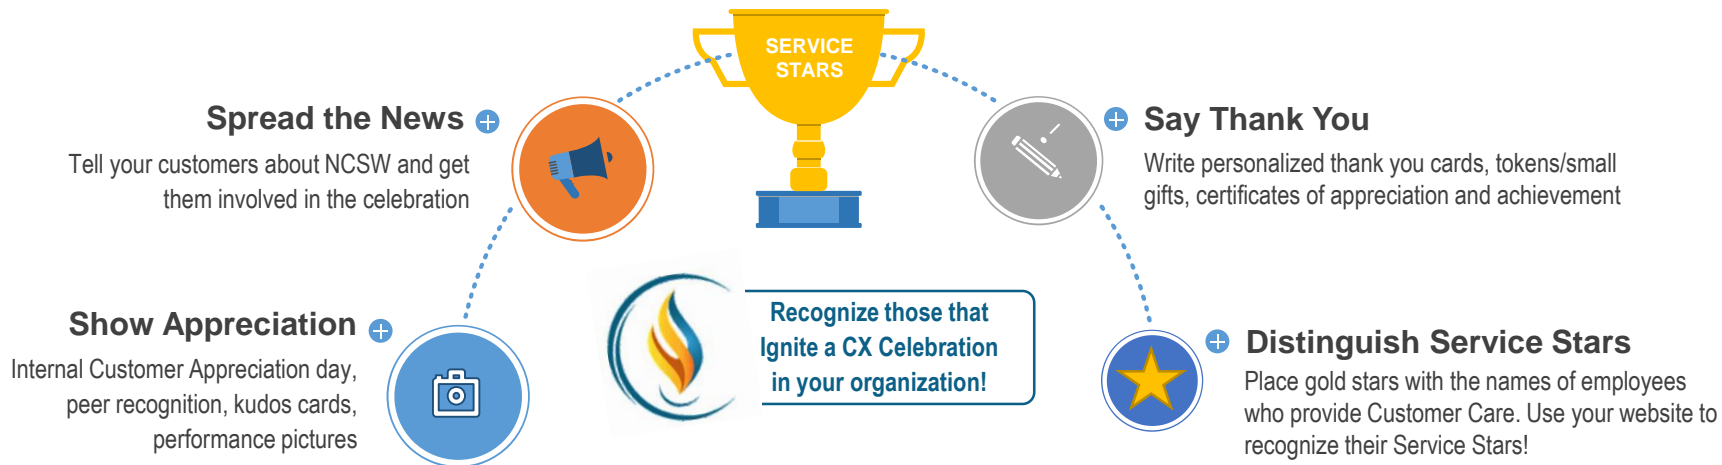 SERVICE
STARS
Spread the News
Tell your customers about NCSW and get
them involved in the celebration
Say Thank You
Write personalized thank you cards, tokens/small
gifts, certificates of appreciation and achievement
Show Appreciation
Internal Customer Appreciation day,
peer recognition, kudos cards,
performance pictures
Recognize those that
Ignite a CX Celebration
in your organization!
Distinguish Service Stars
Place gold stars with the names of employees
who provide Customer Care. Use your website to
recognize their Service Stars!